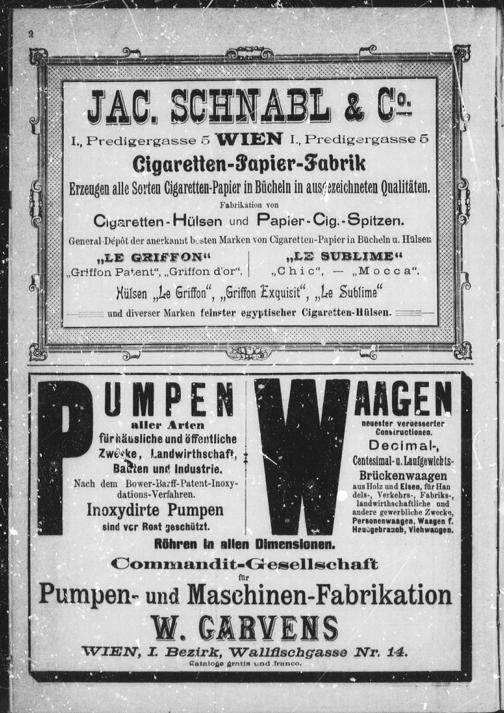 2
JAC. SCHNABL & Co.
I., Predigergasse 5 WIEN I., Predigergasse 5
Cigaretten-Papier-Fabrik
Erzeugen alle Sorten Cigaretten-Papier in Bücheln in ausgezeichneten Qualitäten.
Fabrikation von
Cigaretten-Hülsen und Papier-Cig.-Spitzen.
General-Dépôt der anerkannt besten Marken von Cigaretten-Papier in Bücheln u. Hülsen
„LE GRIFFON“
„Griffon Patent“, „Griffon d'or“,
„LE SUBLIME“
„Chic“, — „Mocca“.
Hülsen „Le Griffon“, „Griffon Exquisit“, „Le Sublime“
und diverser Marken feinster egyptischer Cigaretten-Hülsen.
PUMPEN
aller Arten
für häusliche und öffentliche
Zwecke, Landwirthschaft,
Bauten und Industrie.
Nach dem Bower-Barff-Patent-Inoxy-
dations-Verfahren.
Inoxydirte Pumpen
sind vor Rost geschützt.
WAAGEN
neuester verbesserter
Constructionen.
Decimal-,
Centesimal- u. Laufgewichts-
Brückenwaagen
aus Holz und Eisen, für Han
dels-, Verkehrs-, Fabriks-,
landwirthschaftliche und
andere gewerbliche Zwecke,
Personenwaagen, Waagen f.
Hausgebrauch, Viehwaagen.
Röhren in allen Dimensionen.
Commandit-Gesellschaft
für
Pumpen- und Maschinen-Fabrikation
W. GARVENS
WIEN, I. Bezirk, Wallfischgasse Nr. 14.
Cataloge gratis und franco.